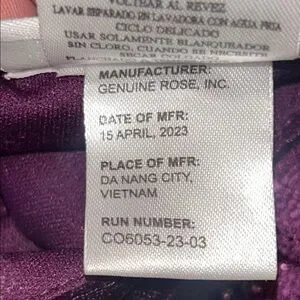 VOLTEAR AL REVEZ
LAVAR SEPARADO EN LAVADORA CON AGUA FRIA
CICLO DELICADO
USAR SOLAMENTE BLANQUEADOR
SIN CLORO, CUANDO SE NECESITE
SECAR COLGADO
MANUFACTURER:
GENUINE ROSE, INC.
DATE OF MFR:
15 APRIL, 2023
PLACE OF MFR:
DA NANG CITY,
VIETNAM
RUN NUMBER:
CO6053-23-03